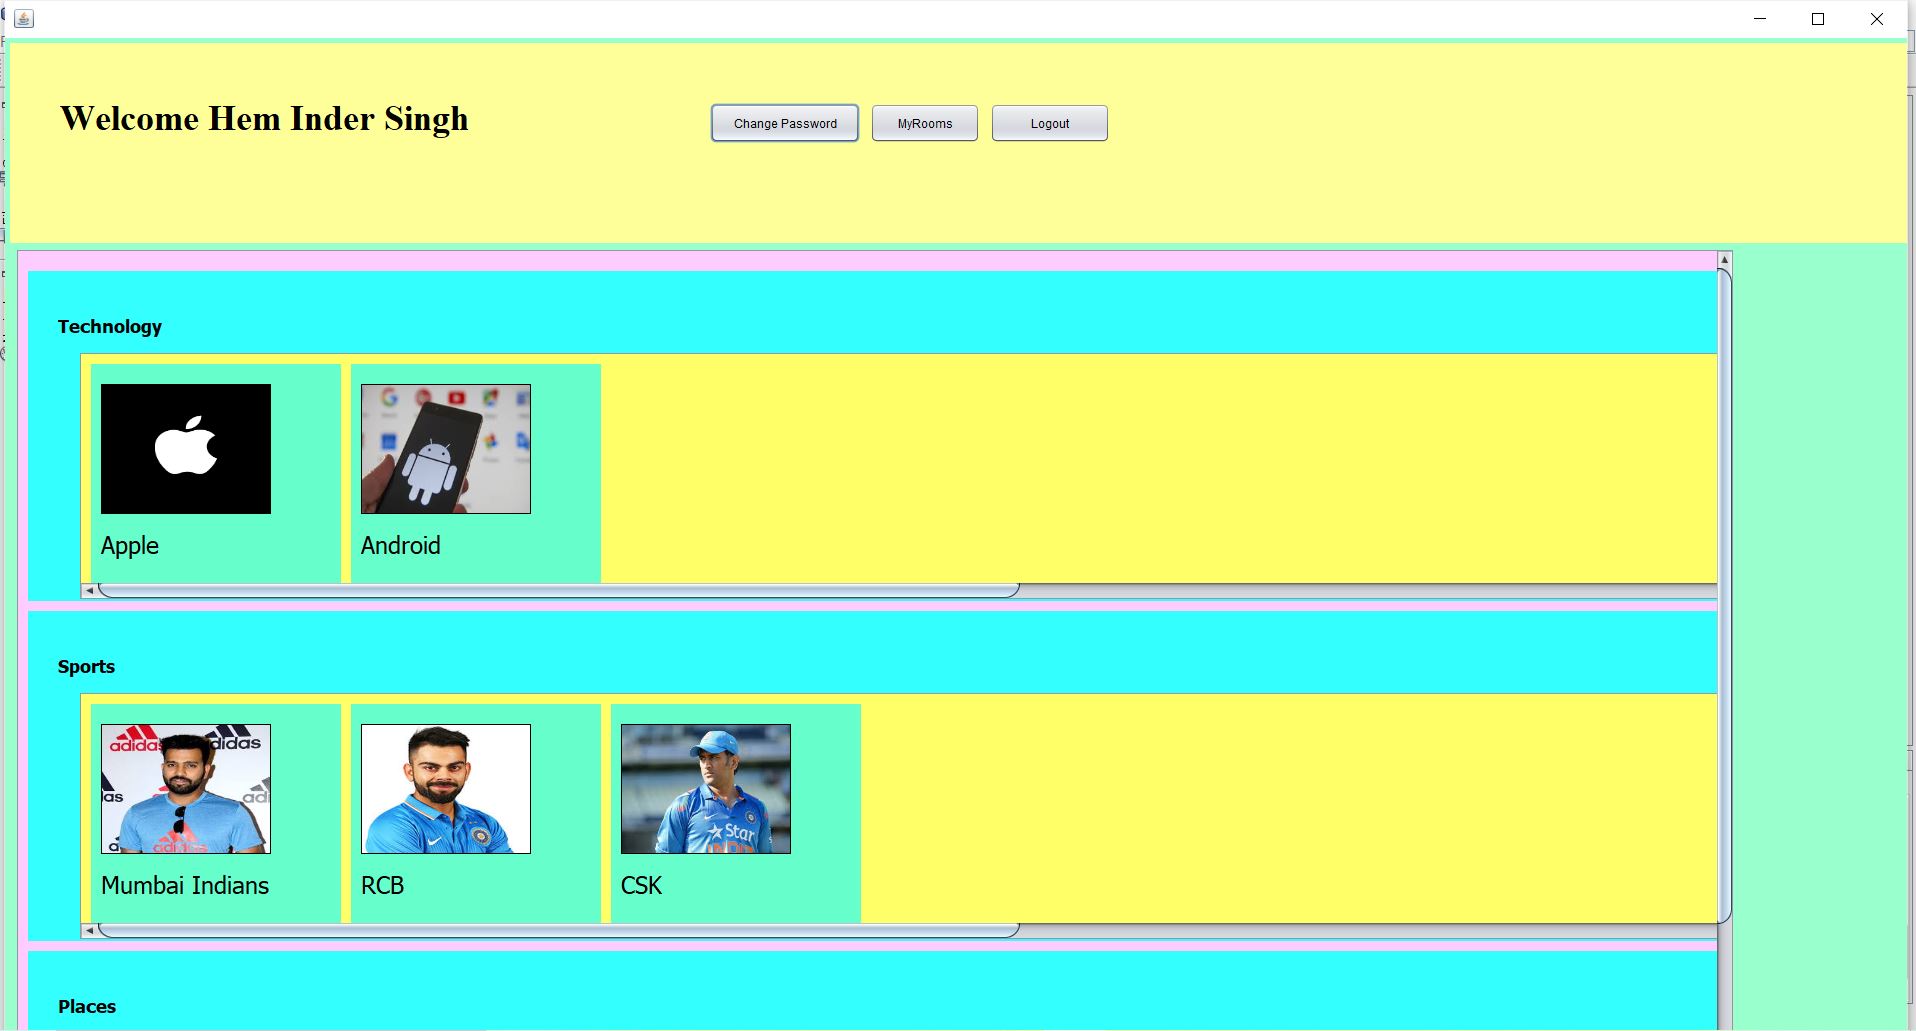 Welcome Hem Inder Singh
Change Password
MyRooms
Logout
Technology
Apple
Android
Sports
adidas
adidas
adidas
Star
Mumbai Indians
RCB
CSK
Places